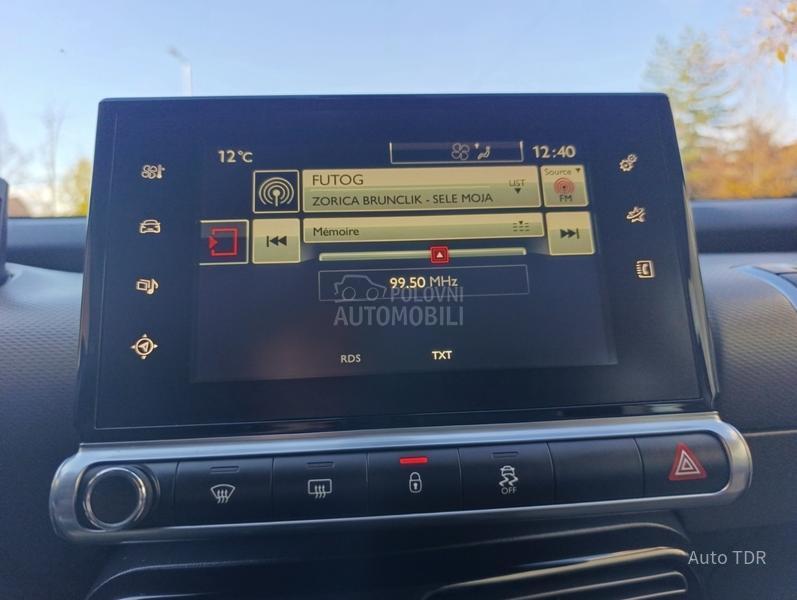 12°C
12:40
FUTOG
LIST
Source
ZORICA BRUNCLIK - SELE MOJA
FM
Mémoire
99.50 MHz
POLOVNI
AUTOMOBILI
RDS
TXT
OFF
Auto TDR